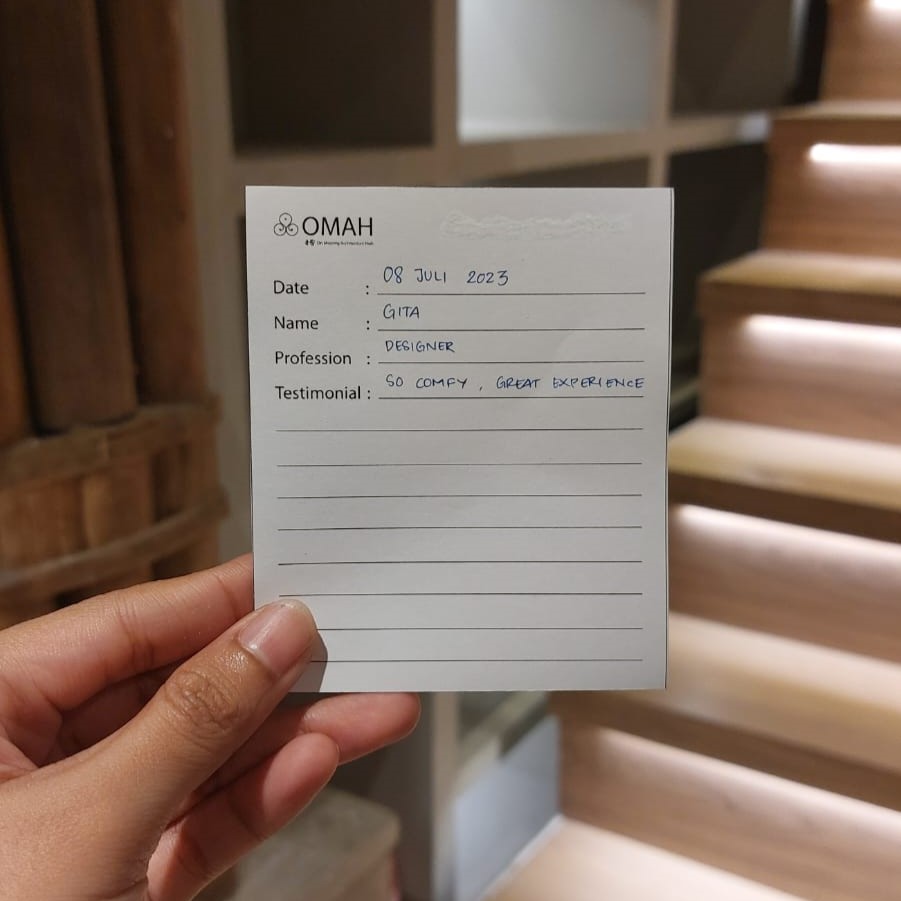 OMAH
Date : 08 JULI 2023
Name : GITA
Profession : DESIGNER
Testimonial : SO COMFY , GREAT EXPERIENCE